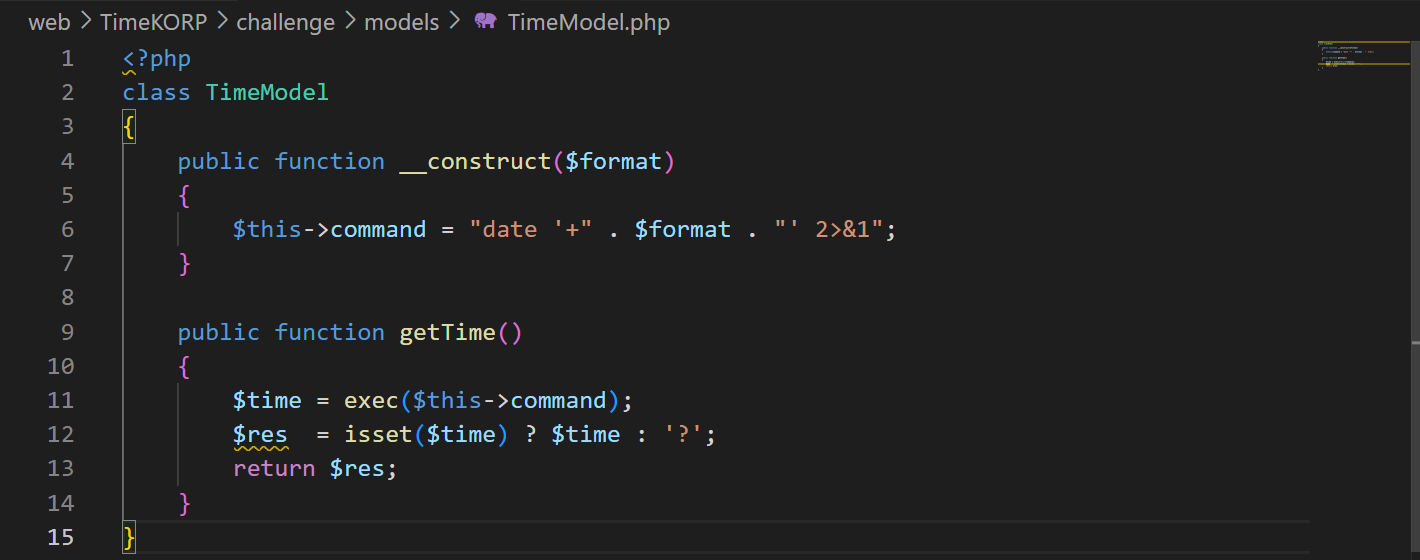 web > TimeKORP > challenge > models > TimeModel.php
1 <?php
2 class TimeModel
3 {
4     public function __construct($format)
5     {
6         $this->command = "date '+" . $format . "' 2>&1";
7     }
8
9     public function getTime()
10     {
11         $time = exec($this->command);
12         $res  = isset($time) ? $time : '?';
13         return $res;
14     }
15 }